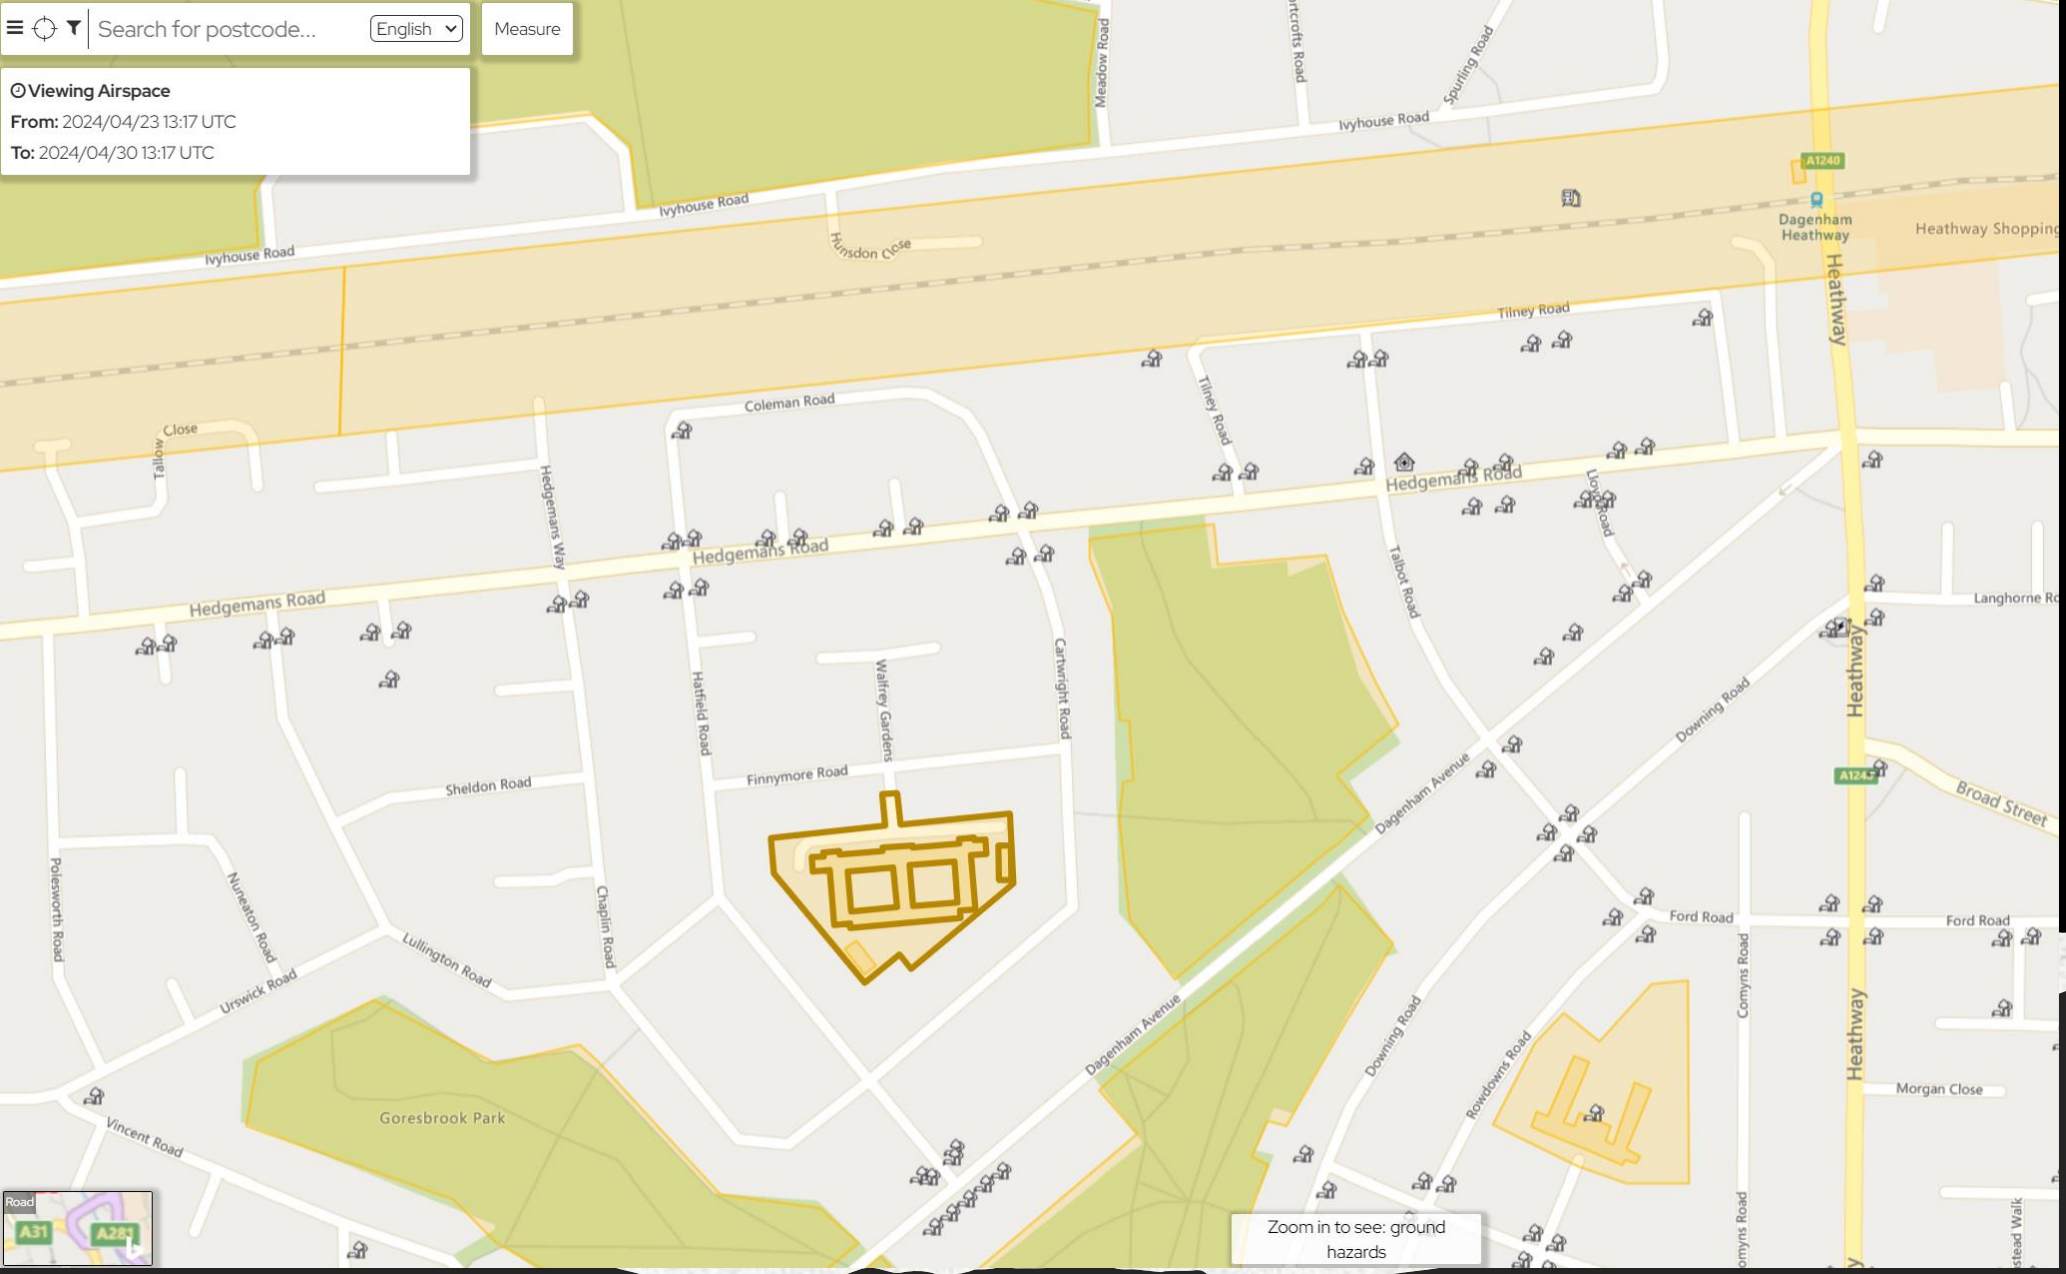 Search for postcode...
English
Measure
Viewing Airspace
From: 2024/04/23 13:17 UTC
To: 2024/04/30 13:17 UTC
Meadow Road
Spurling Road
Ivyhouse Road
A1240
Ivyhouse Road
Dagenham
Heathway
Heathway Shopping
Hunsdon Close
Ivyhouse Road
Heathway
Tilney Road
Coleman Road
Tilney Road
Tallow Close
Hedgemans Road
Hedgemans Way
Hedgemans Road
Talbot Road
Hedgemans Road
Langhorne
Heathway
Cartwright Road
Walfrey Gardens
Hatfield Road
Downing Road
Finnymore Road
Sheldon Road
Dagenham Avenue
Broad Street
Polesworth Road
Nuneaton Road
Chaplin Road
Ford Road
Ford Road
Lullington Road
Urswick Road
Comyns Road
Dagenham Avenue
Downing Road
Heathway
Rowdowns Road
Morgan Close
Goresbrook Park
Vincent Road
Road
A31
A281
Zoom in to see: ground
hazards